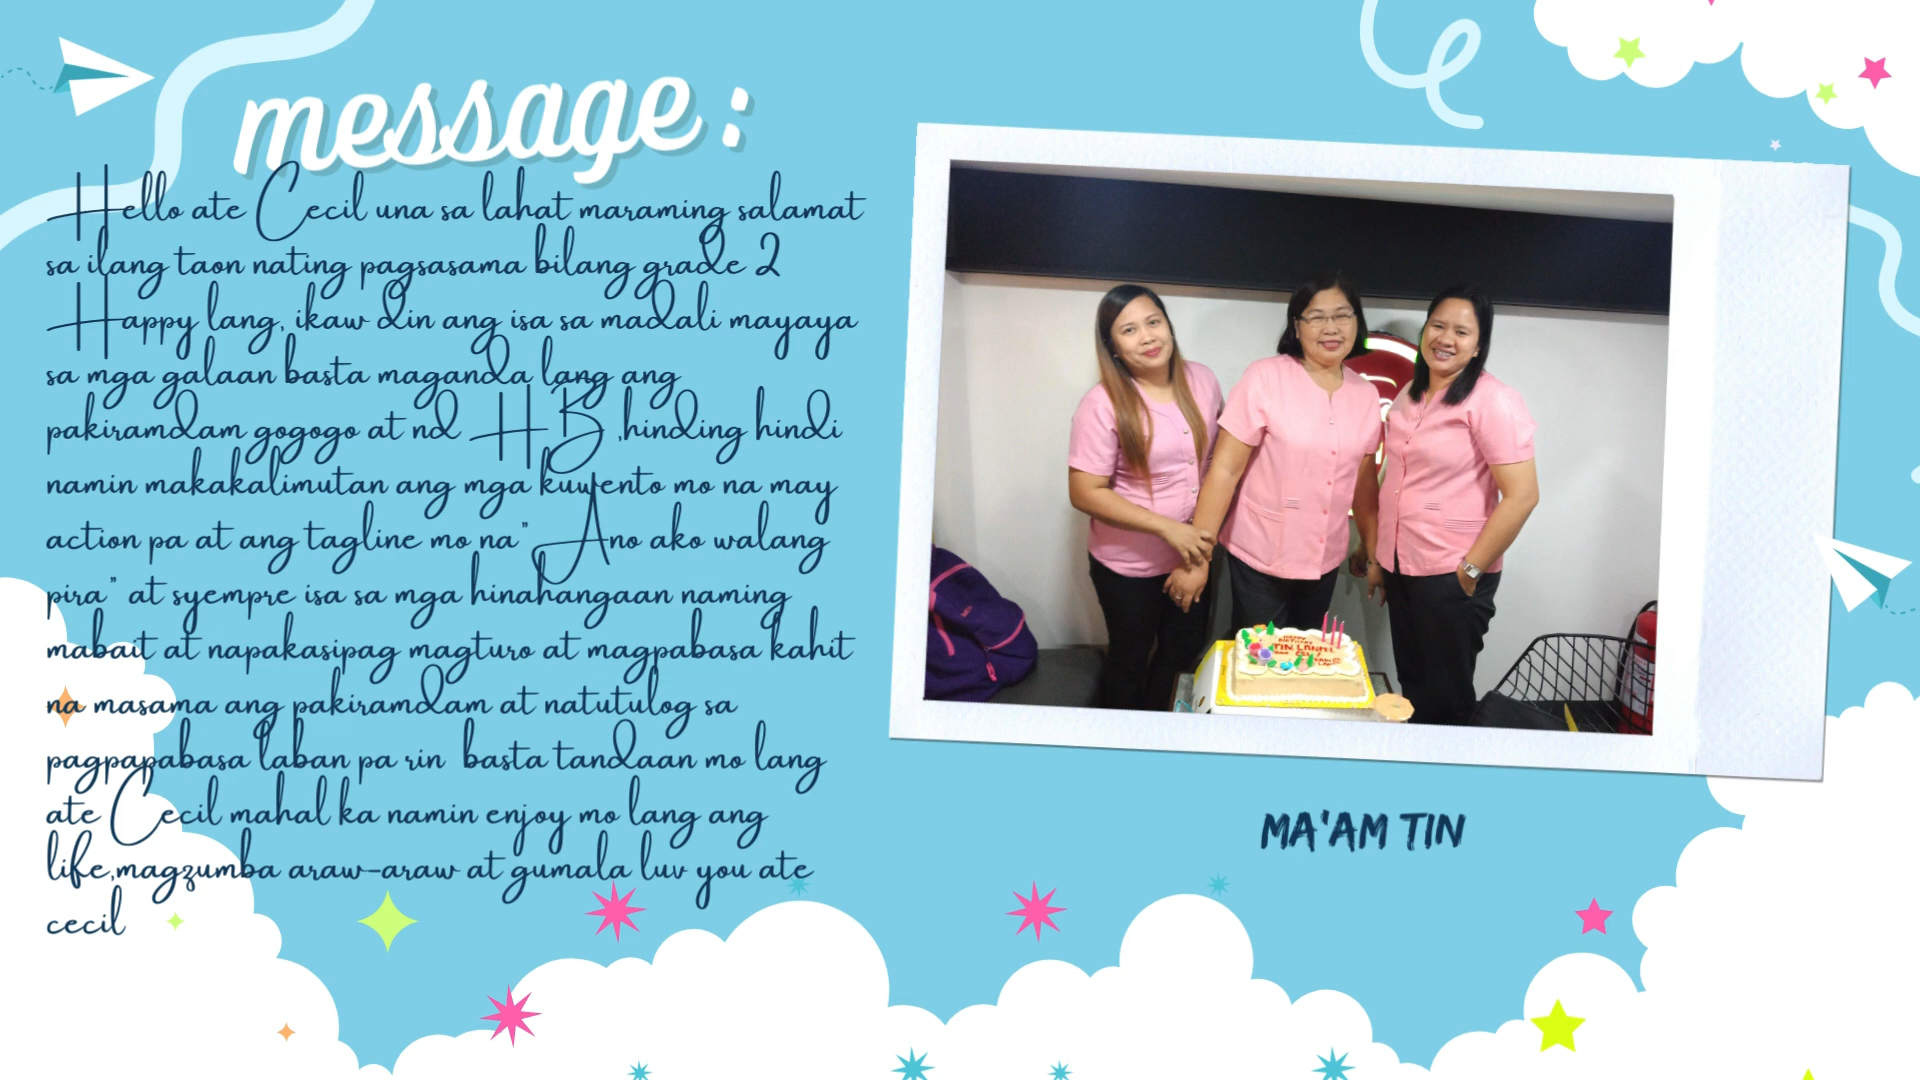 message:
Hello ate Cecil una sa lahat maraming salamat
sa ilang taon nating pagsasama bilang grade 2
Happy lang, ikaw din ang isa sa madali mayaya
sa mga galaan basta maganda lang ang
pakiramdam gogogo at nd HB ,hinding hindi
namin makakalimutan ang mga kuwento mo na may
action pa at ang tagline mo na" Ano ako walang
pira" at syempre isa sa mga hinahangaan naming
mabait at napakasipag magturo at magpabasa kahit
na masama ang pakiramdam at natutulog sa
pagpapabasa laban pa rin basta tandaan mo lang
ate Cecil mahal ka namin enjoy mo lang ang
life,magzumba araw-araw at gumala luv you ate
cecil
HAPPY
BIRTHDAY
MA'AM TIN